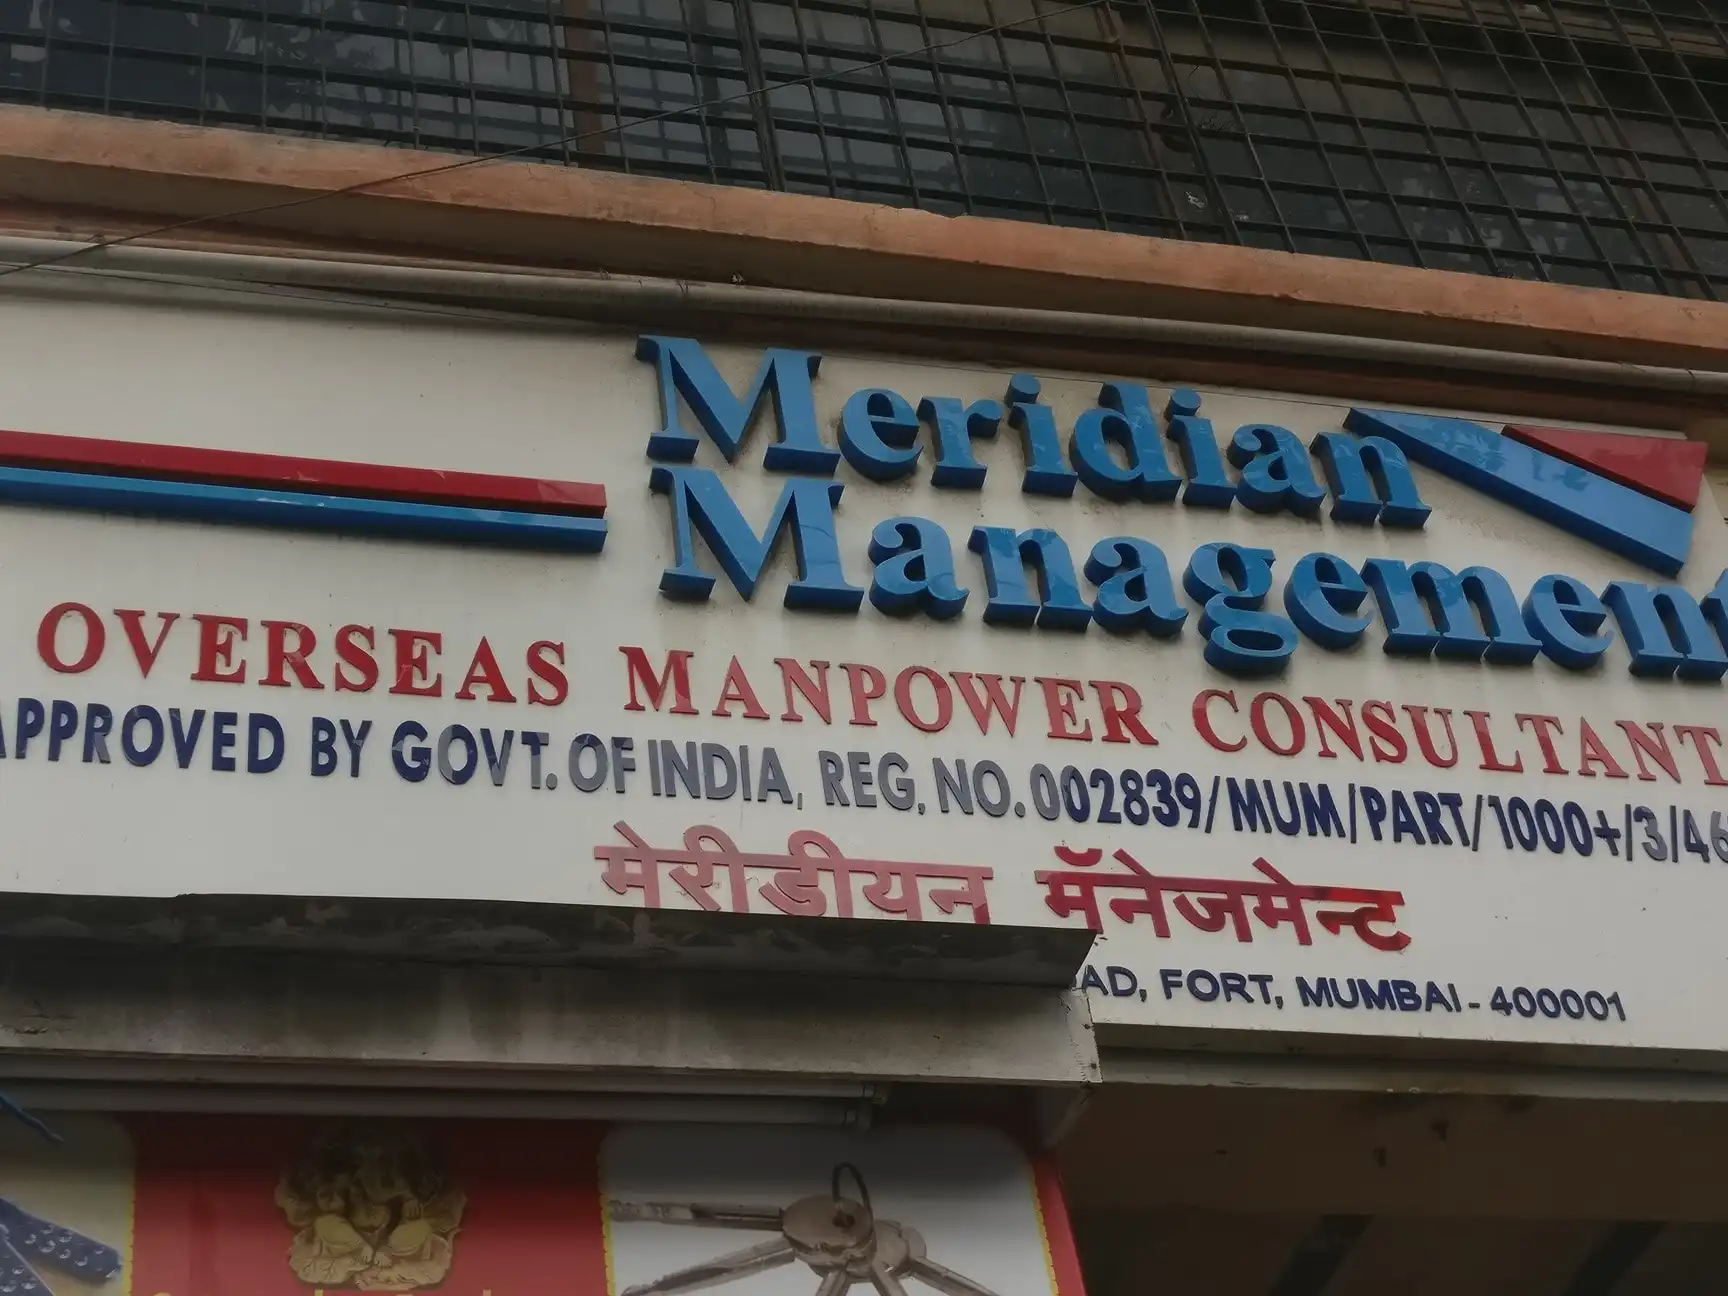 Meridian
Management
OVERSEAS MANPOWER CONSULTANT
APPROVED BY GOVT. OF INDIA, REG. NO. 002839/MUM/PART/1000+/3/46
मेरीडीयन मॅनेजमेन्ट
AD, FORT, MUMBAI - 400001